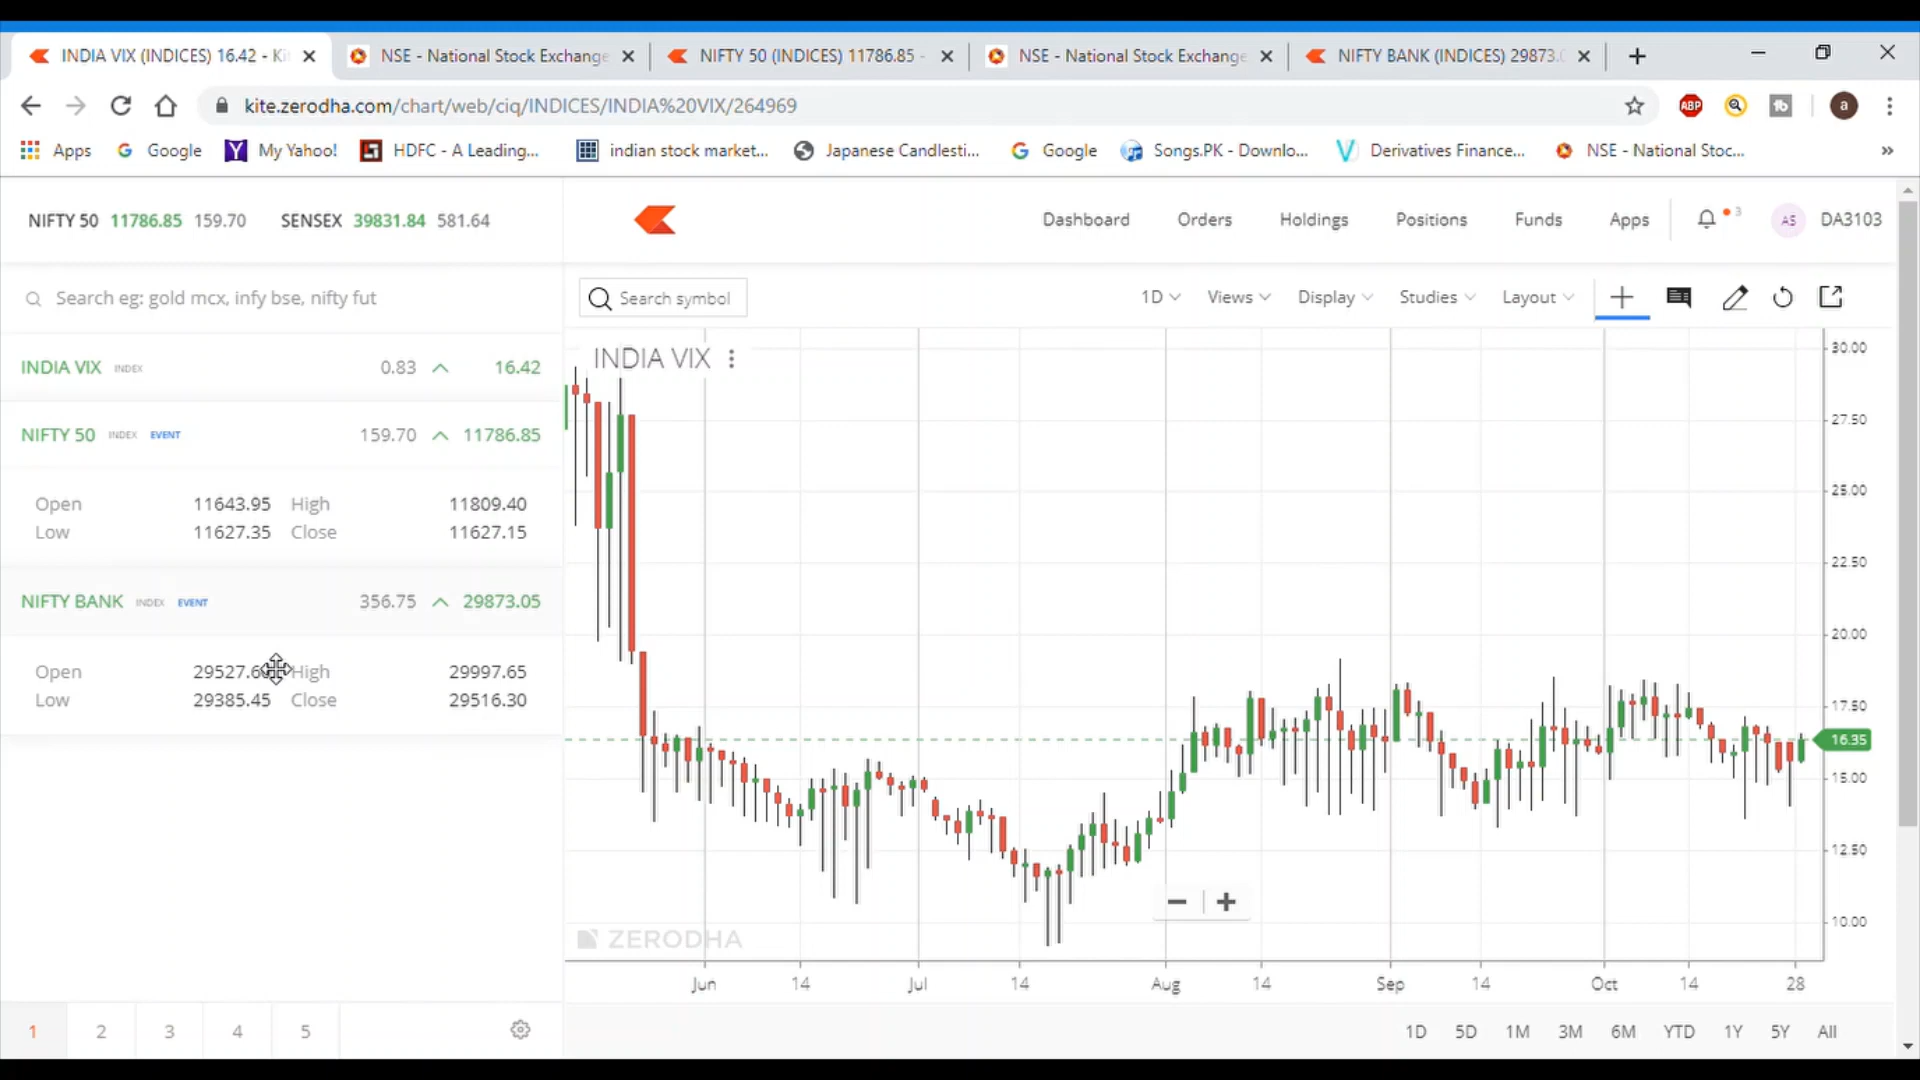 INDIA VIX (INDICES) 16.42 - Ki
NSE - National Stock Exchange
NIFTY 50 (INDICES) 11786.85 -
NSE - National Stock Exchange
NIFTY BANK (INDICES) 29873.0
kite.zerodha.com/chart/web/ciq/INDICES/INDIA%20VIX/264969
ABP
a
Apps
Google
My Yahoo!
HDFC - A Leading...
indian stock market...
Japanese Candlesti...
Google
Songs.PK - Downlo...
Derivatives Finance...
NSE - National Stoc...
»
NIFTY 50 11786.85 159.70 SENSEX 39831.84 581.64
Dashboard Orders Holdings Positions Funds Apps 3 AS DA3103
Search eg: gold mcx, infy bse, nifty fut
Search symbol
1D Views Display Studies Layout
INDIA VIX INDEX 0.83 16.42
NIFTY 50 INDEX EVENT 159.70 11786.85
Open 11643.95 High 11809.40
Low 11627.35 Close 11627.15
NIFTY BANK INDEX EVENT 356.75 29873.05
Open 29527.6 High 29997.65
Low 29385.45 Close 29516.30
INDIA VIX
30.00
27.50
25.00
22.50
20.00
17.50
16.35
15.00
12.50
10.00
ZERODHA
Jun 14 Jul 14 Aug 14 Sep 14 Oct 14 28
1 2 3 4 5
1D 5D 1M 3M 6M YTD 1Y 5Y All